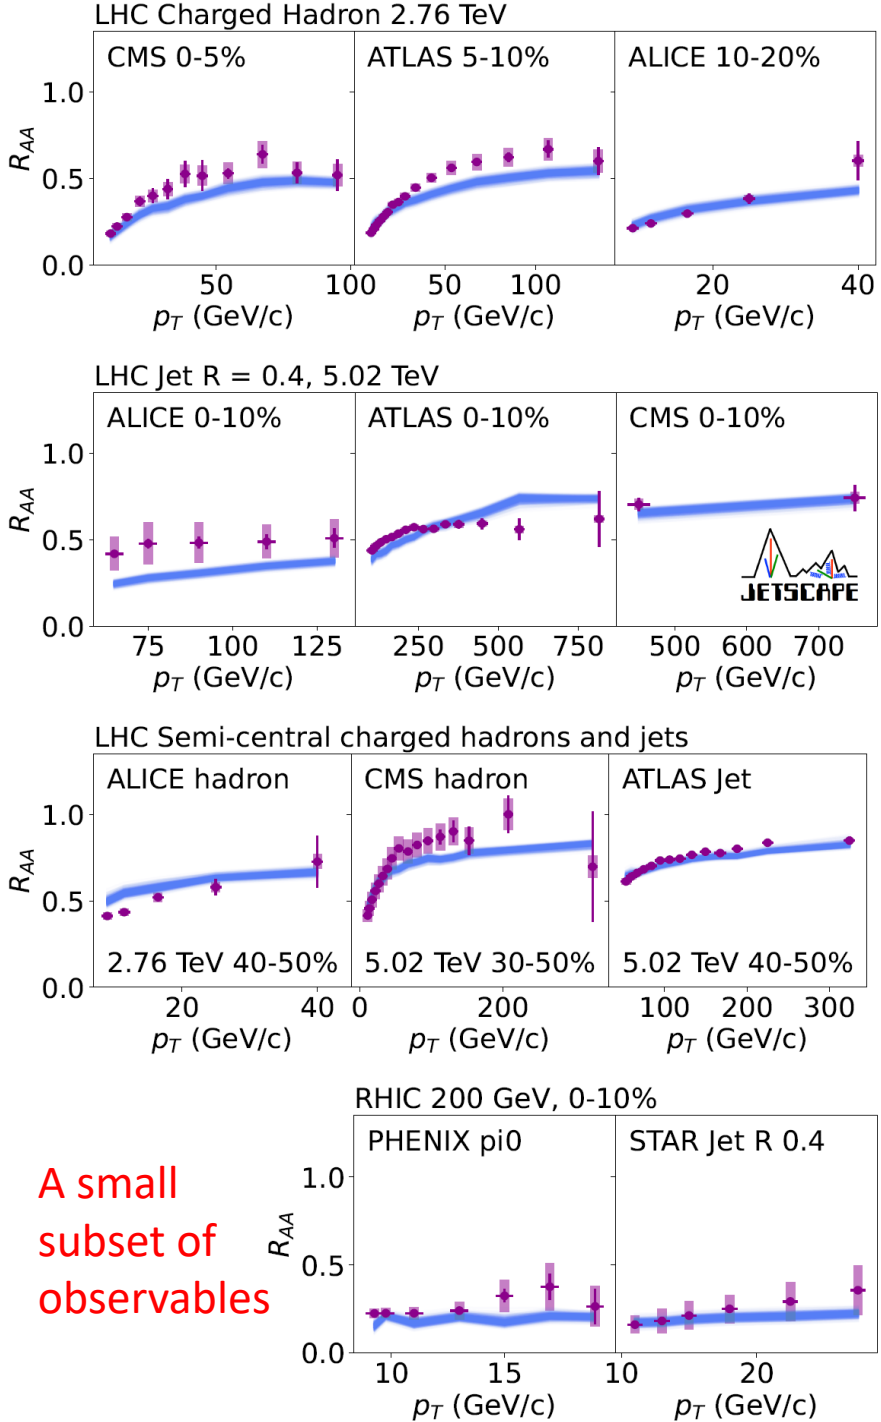 LHC Charged Hadron 2.76 TeV
CMS 0-5%
ATLAS 5-10%
ALICE 10-20%
1.0
0.5
0.0
R_AA
50
100
50
100
20
40
p_T (GeV/c)
p_T (GeV/c)
p_T (GeV/c)
LHC Jet R = 0.4, 5.02 TeV
ALICE 0-10%
ATLAS 0-10%
CMS 0-10%
1.0
0.5
0.0
R_AA
JETSCAPE
75
100
125
250
500
750
500
600
700
p_T (GeV/c)
p_T (GeV/c)
p_T (GeV/c)
LHC Semi-central charged hadrons and jets
ALICE hadron
CMS hadron
ATLAS Jet
1.0
0.5
0.0
R_AA
2.76 TeV 40-50%
5.02 TeV 30-50%
5.02 TeV 40-50%
20
40
0
200
100
200
300
p_T (GeV/c)
p_T (GeV/c)
p_T (GeV/c)
RHIC 200 GeV, 0-10%
PHENIX pi0
STAR Jet R 0.4
A small
subset of
observables
1.0
0.5
0.0
R_AA
10
15
10
20
p_T (GeV/c)
p_T (GeV/c)